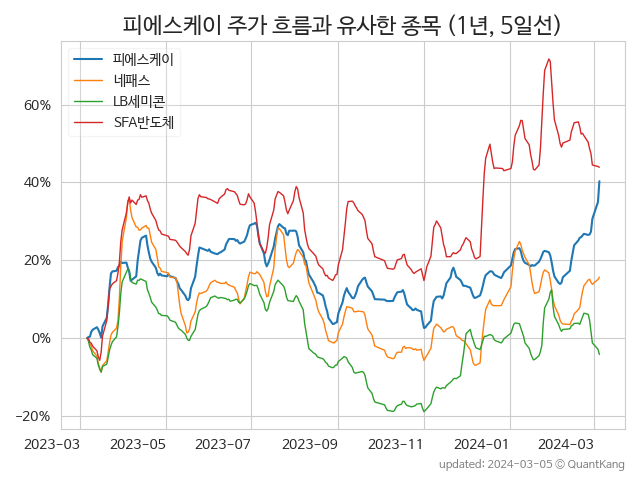 피에스케이 주가 흐름과 유사한 종목 (1년, 5일선)
피에스케이
네패스
LB세미콘
SFA반도체
60%
40%
20%
0%
−20%
2023−03 2023−05 2023−07 2023−09 2023−11 2024−01 2024−03
updated: 2024-03-05 © QuantKang